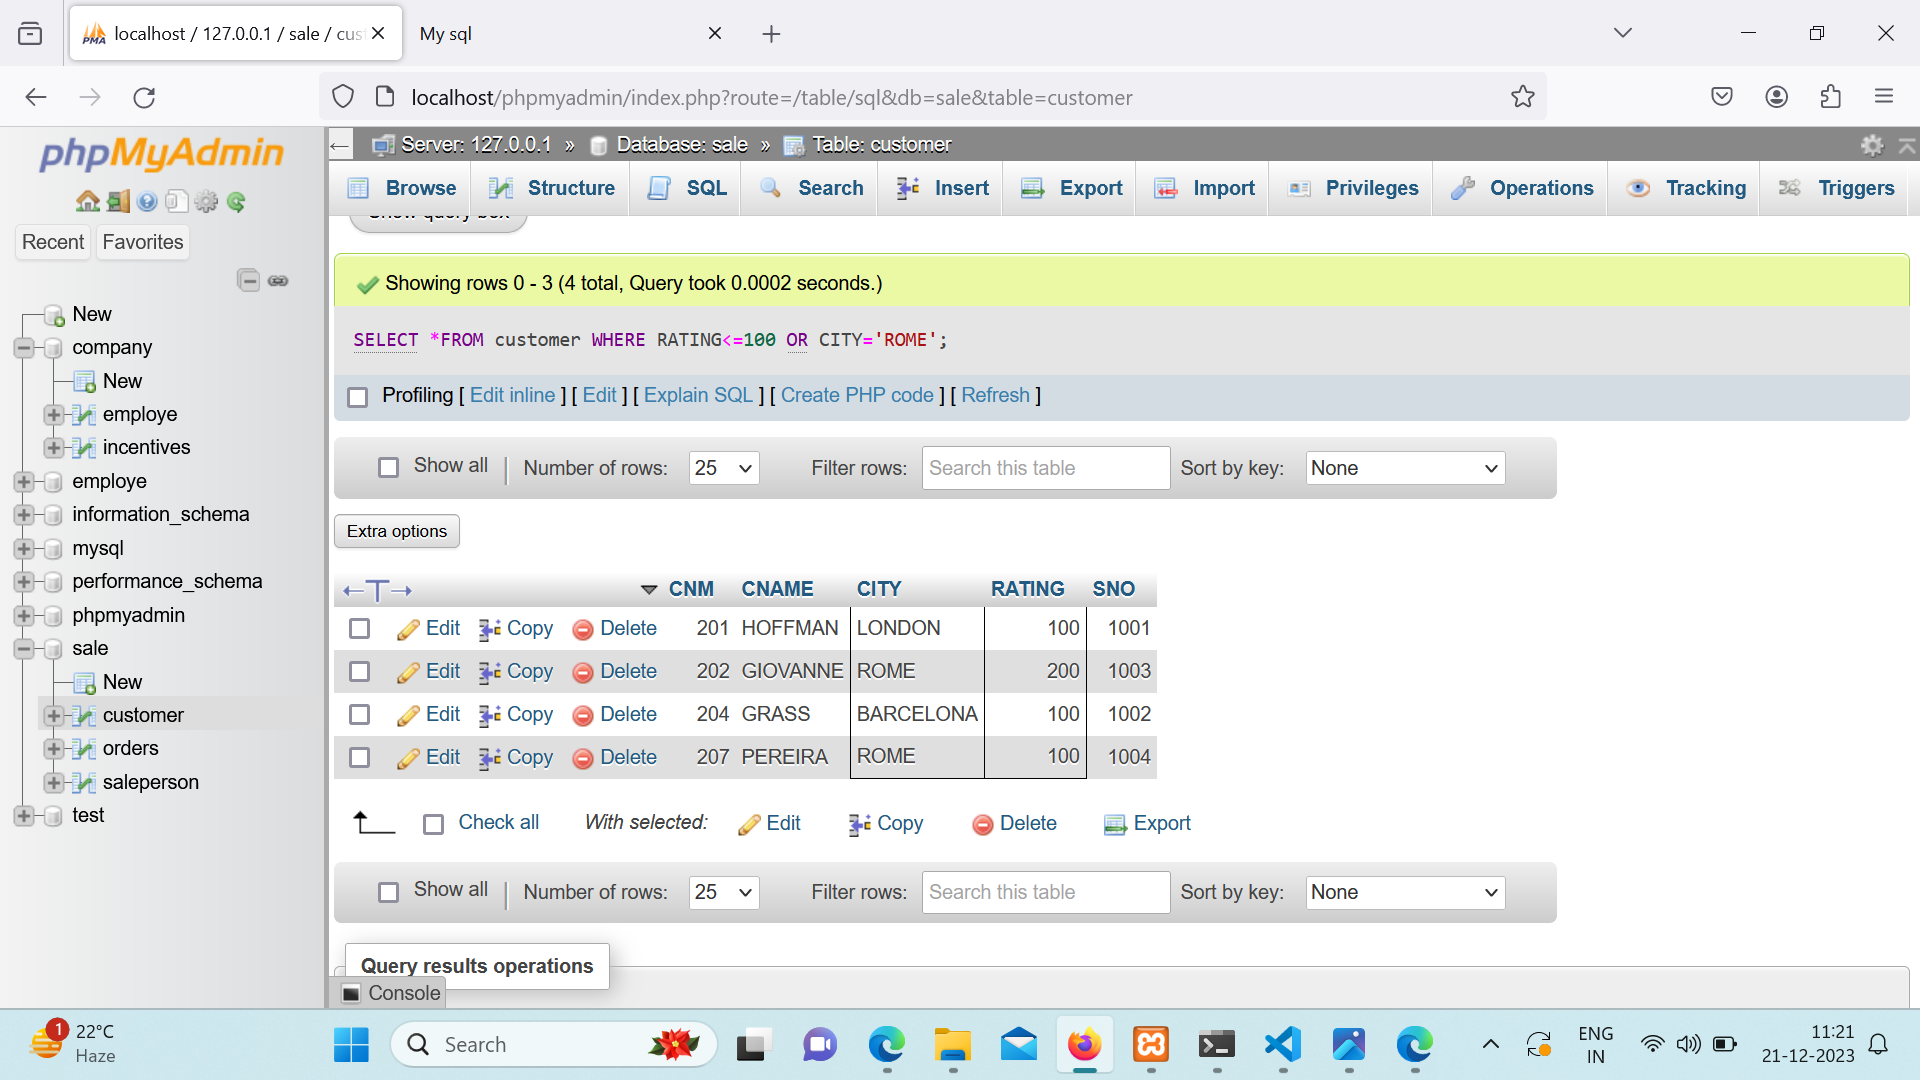 localhost / 127.0.0.1 / sale / cus
My sql
localhost/phpmyadmin/index.php?route=/table/sql&db=sale&table=customer
phpMyAdmin
Recent Favorites
New
company
New
employe
incentives
employe
information_schema
mysql
performance_schema
phpmyadmin
sale
New
customer
orders
saleperson
test
Server: 127.0.0.1 » Database: sale » Table: customer
Browse Structure SQL Search Insert Export Import Privileges Operations Tracking Triggers
Show query box
Showing rows 0 - 3 (4 total, Query took 0.0002 seconds.)
SELECT *FROM customer WHERE RATING<=100 OR CITY='ROME';
Profiling [ Edit inline ] [ Edit ] [ Explain SQL ] [ Create PHP code ] [ Refresh ]
Show all | Number of rows: 25 Filter rows: Search this table Sort by key: None
Extra options
←T→ CNM CNAME CITY RATING SNO
Edit Copy Delete 201 HOFFMAN LONDON 100 1001
Edit Copy Delete 202 GIOVANNE ROME 200 1003
Edit Copy Delete 204 GRASS BARCELONA 100 1002
Edit Copy Delete 207 PEREIRA ROME 100 1004
Check all With selected: Edit Copy Delete Export
Show all | Number of rows: 25 Filter rows: Search this table Sort by key: None
Query results operations
Console
1
22°C
Haze
Search
ENG
IN
11:21
21-12-2023